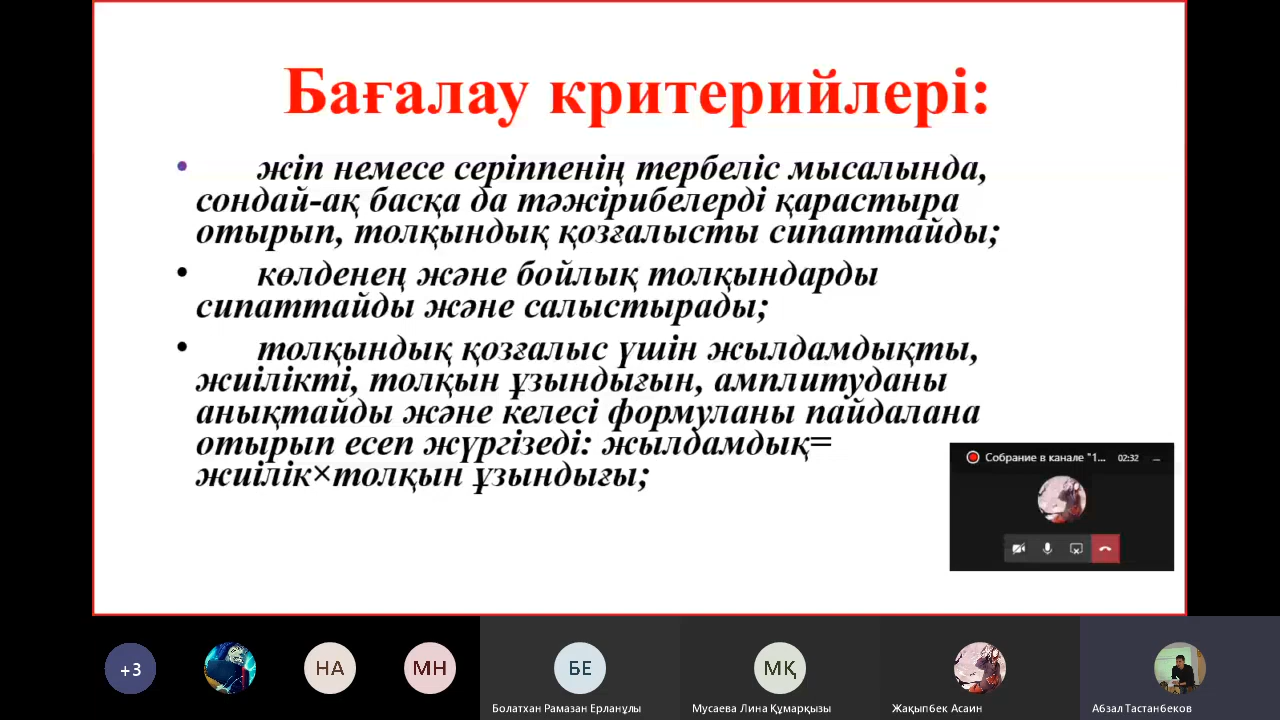 Бағалау критерийлері:
• жіп немесе серіппенің тербеліс мысалында,
сондай-ақ басқа да тәжірибелерді қарастыра
отырып, толқындық қозғалысты сипаттайды;
• көлденең және бойлық толқындарды
сипаттайды және салыстырады;
• толқындық қозғалыс үшін жылдамдықты,
жиілікті, толқын ұзындығын, амплитуданы
анықтайды және келесі формуланы пайдалана
отырып есеп жүргізеді: жылдамдық=
жиілік×толқын ұзындығы;
Собрание в канале "1... 02:32
+3
НА
МН
БЕ
МҚ
Болатхан Рамазан Ерланұлы
Мусаева Лина Құмарқызы
Жақыпбек Асаин
Абзал Тастанбеков